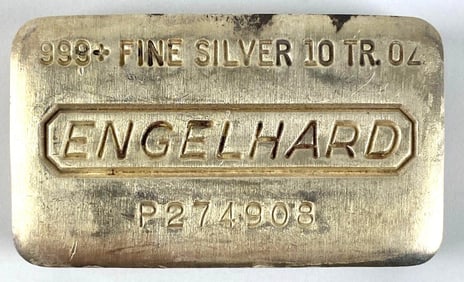 999+ FINE SILVER 10 TR. OZ
ENGELHARD
P274908